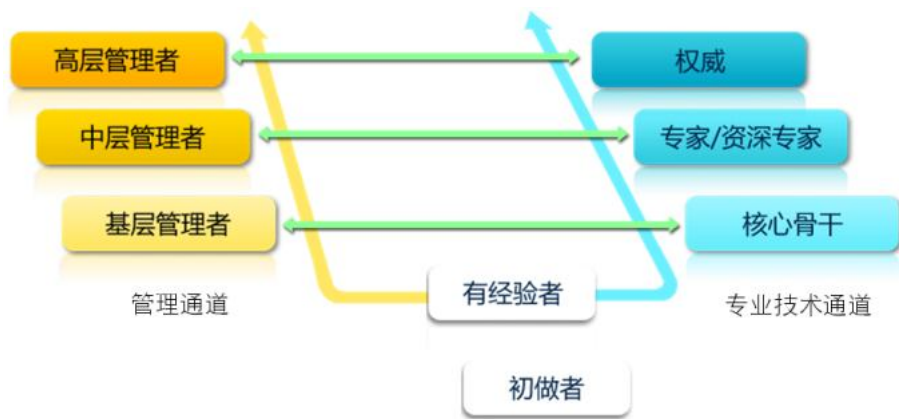 高层管理者
权威
中层管理者
专家/资深专家
基层管理者
核心骨干
有经验者
管理通道
专业技术通道
初做者